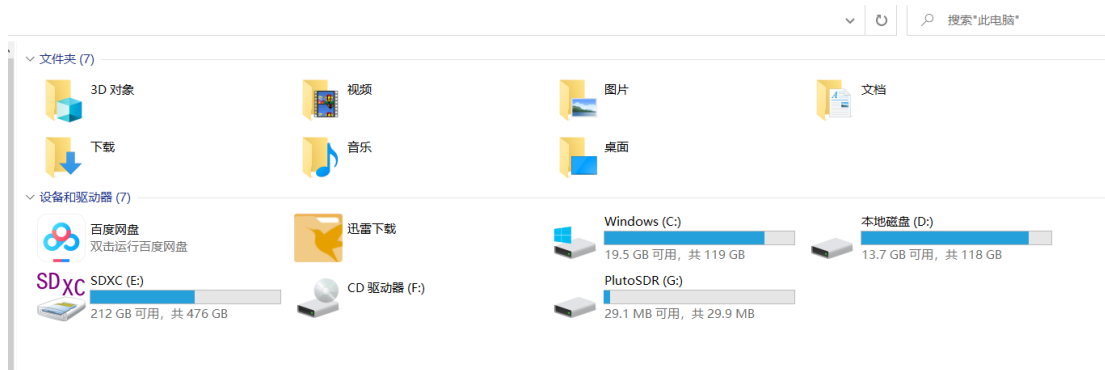 搜索"此电脑"
文件夹 (7)
3D 对象
视频
图片
文档
下载
音乐
桌面
设备和驱动器 (7)
百度网盘
双击运行百度网盘
迅雷下载
Windows (C:)
19.5 GB 可用，共 119 GB
本地磁盘 (D:)
13.7 GB 可用，共 118 GB
SDXC
SDXC (E:)
212 GB 可用，共 476 GB
CD 驱动器 (F:)
PlutoSDR (G:)
29.1 MB 可用，共 29.9 MB